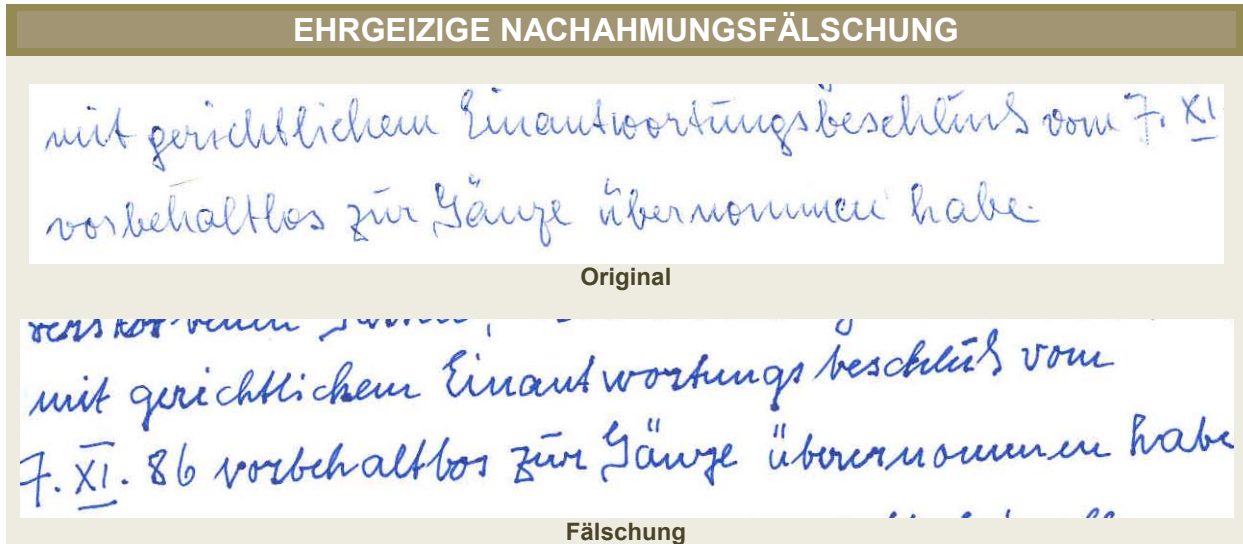 EHRGEIZIGE NACHAHMUNGSFÄLSCHUNG
mit gerichtlichem Einantwortungsbeschluß vom 7. XI
vorbehaltlos zur Gänze übernommen habe.
Original
mit gerichtlichem Einantwortungsbeschluß vom
7. XI. 86 vorbehaltlos zur Gänze überernommen habe
Fälschung